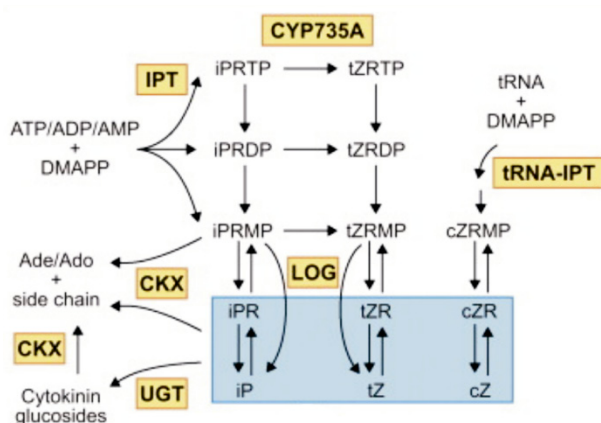 CYP735A
IPT
iPRTP
tZRTP
tRNA
+
DMAPP
ATP/ADP/AMP
+
DMAPP
iPRDP
tZRDP
tRNA-IPT
iPRMP
tZRMP
cZRMP
Ade/Ado
+
side chain
CKX
LOG
iPR
tZR
cZR
CKX
Cytokinin
glucosides
UGT
iP
tZ
cZ